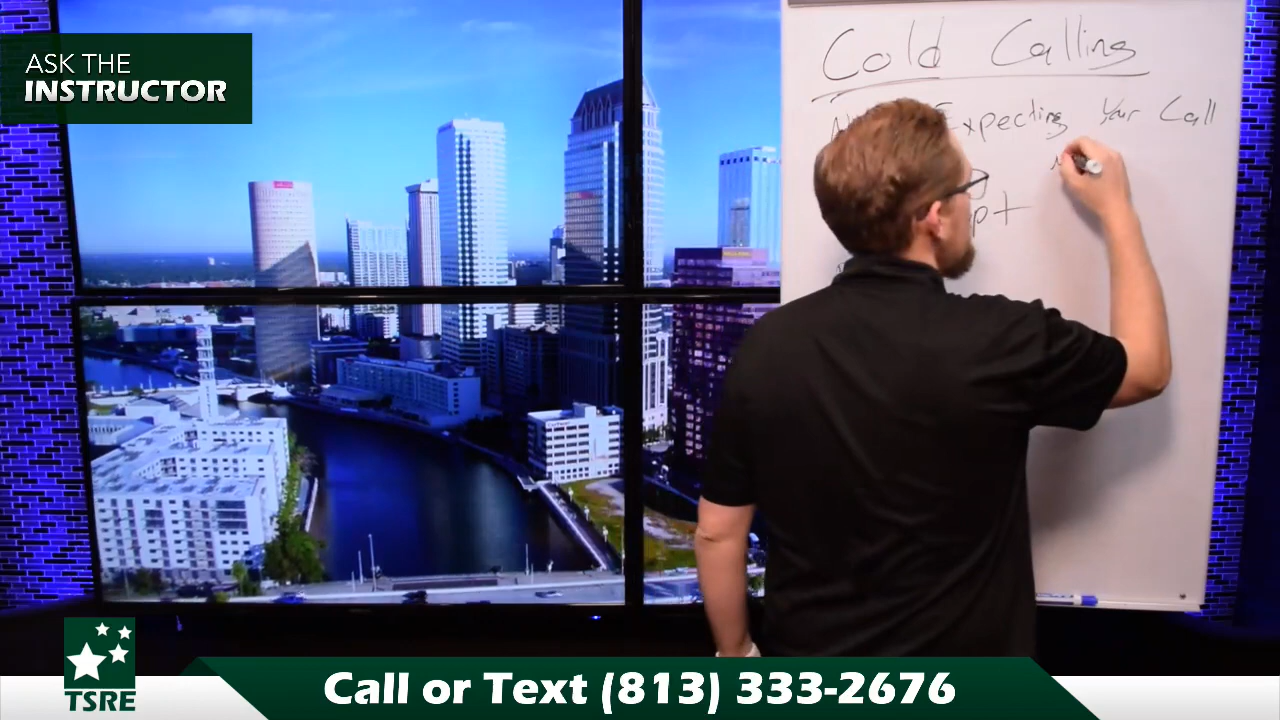 ASK THE
INSTRUCTOR
Cold Calling
Expecting Your Call
TSRE
Call or Text (813) 333-2676